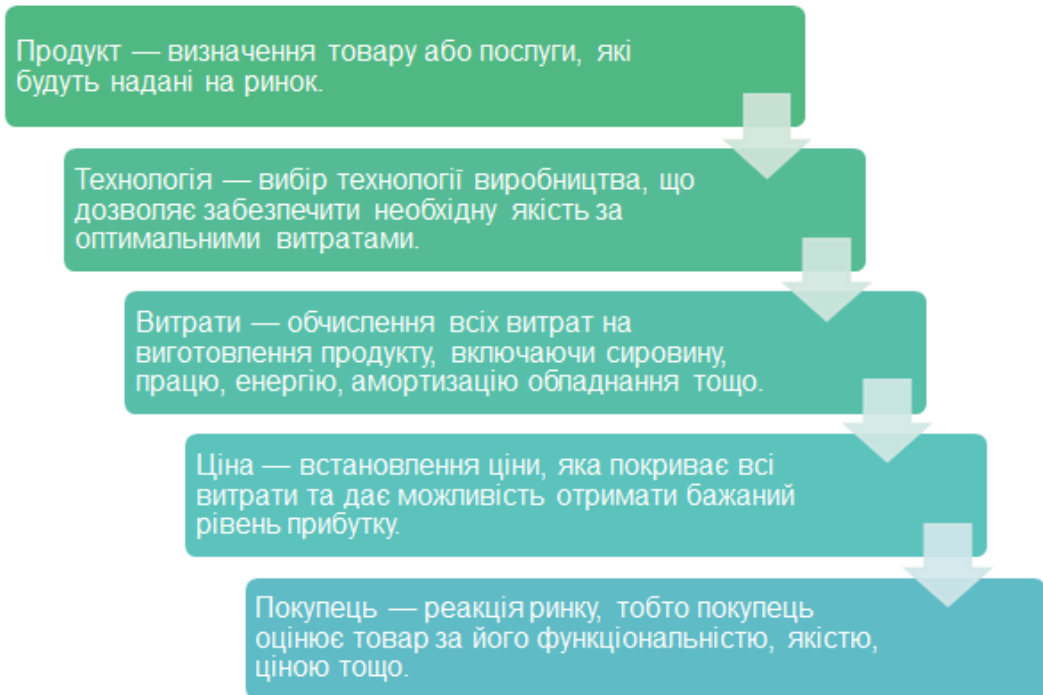 Продукт — визначення товару або послуги, які
будуть надані на ринок.
Технологія — вибір технології виробництва, що
дозволяє забезпечити необхідну якість за
оптимальними витратами.
Витрати — обчислення всіх витрат на
виготовлення продукту, включаючи сировину,
працю, енергію, амортизацію обладнання тощо.
Ціна — встановлення ціни, яка покриває всі
витрати та дає можливість отримати бажаний
рівень прибутку.
Покупець — реакція ринку, тобто покупець
оцінює товар за його функціональністю, якістю,
ціною тощо.